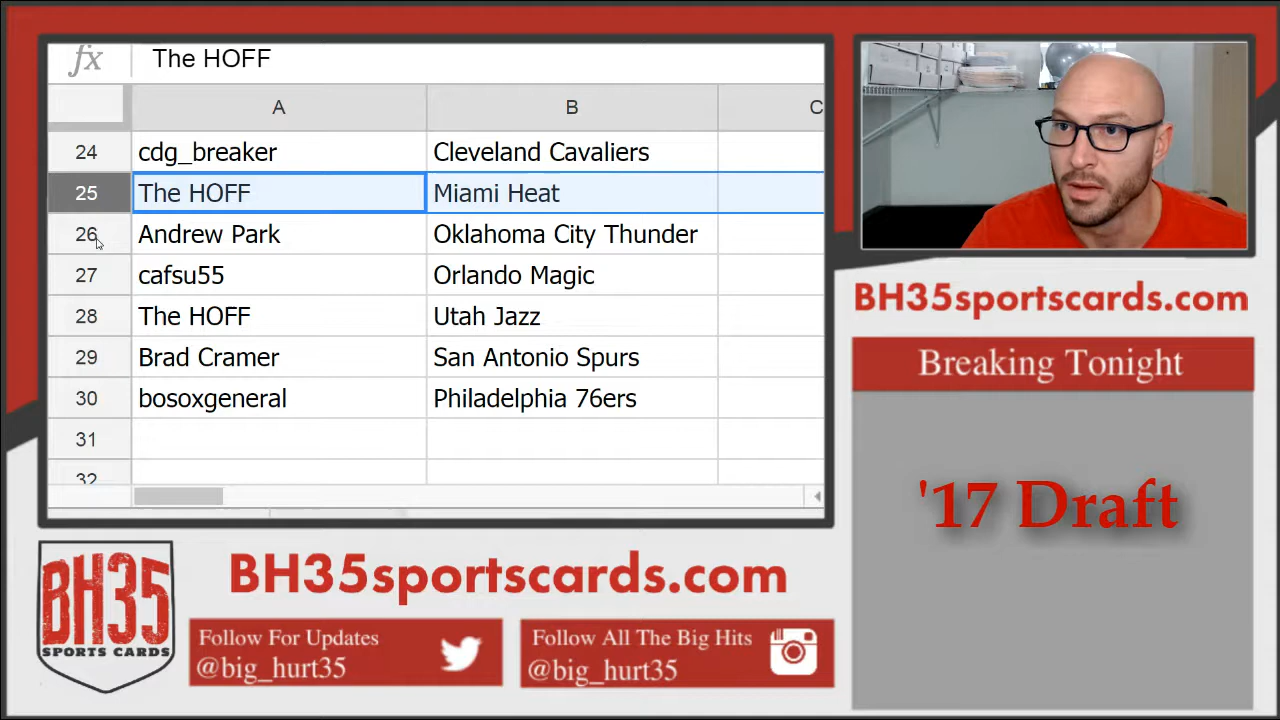 fx The HOFF
A B C
24 cdg_breaker Cleveland Cavaliers
25 The HOFF Miami Heat
26 Andrew Park Oklahoma City Thunder
27 cafsu55 Orlando Magic
28 The HOFF Utah Jazz
29 Brad Cramer San Antonio Spurs
30 bosoxgeneral Philadelphia 76ers
31
32
BH35sportscards.com
Breaking Tonight
'17 Draft
BH35
SPORTS CARDS
BH35sportscards.com
Follow For Updates
@big_hurt35
Follow All The Big Hits
@big_hurt35